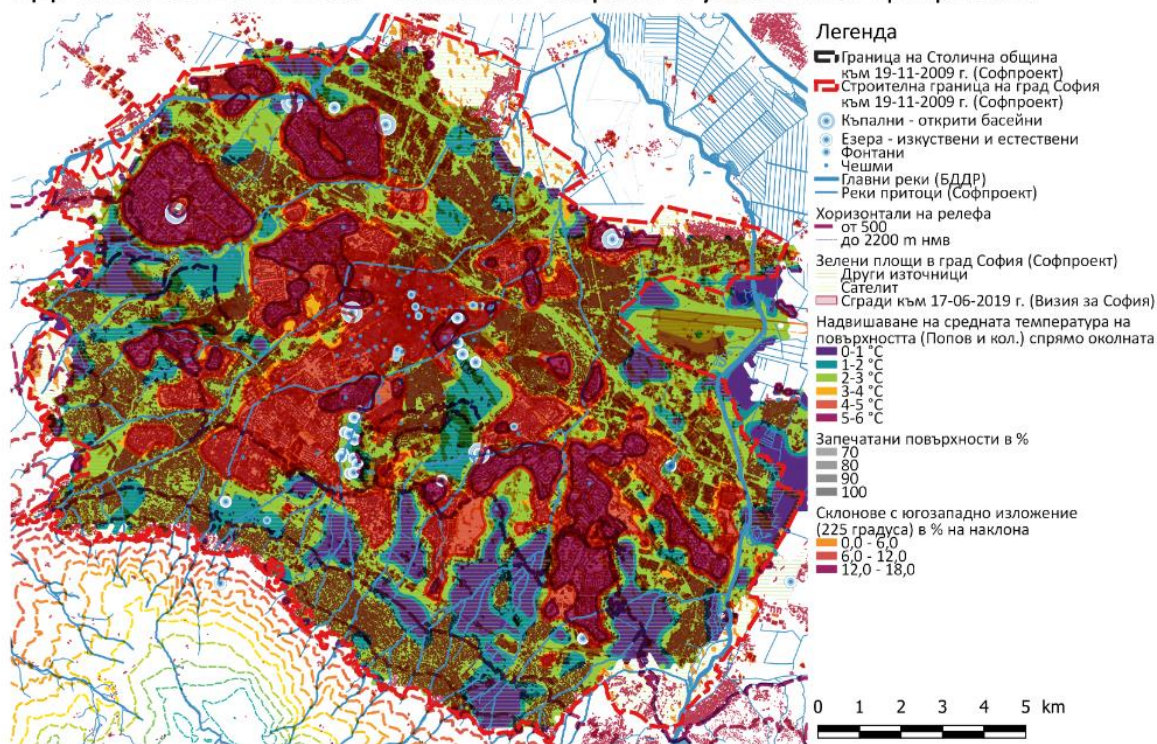 Легенда
Граница на Столична община
към 19-11-2009 г. (Софпроект)
Строителна граница на град София
към 19-11-2009 г. (Софпроект)
Къпални - открити басейни
Езера - изкуствени и естествени
Фонтани
Чешми
Главни реки (БДДР)
Реки притоци (Софпроект)
Хоризонтали на релефа
от 500
до 2200 m нмв
Зелени площи в град София (Софпроект)
Други източници
Сателит
Сгради към 17-06-2019 г. (Визия за София)
Надвишаване на средната температура на
повърхността (Попов и кол.) спрямо околната
0-1 °C
1-2 °C
2-3 °C
3-4 °C
4-5 °C
5-6 °C
Запечатани повърхности в %
70
80
90
100
Склонове с югозападно изложение
(225 градуса) в % на наклона
0,0 - 6,0
6,0 - 12,0
12,0 - 18,0
0 1 2 3 4 5 km